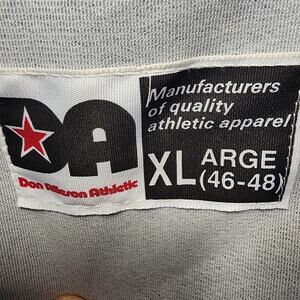 DA
Don Alleson Athletic
Manufacturers
of quality
athletic apparel
XL ARGE
(46-48)